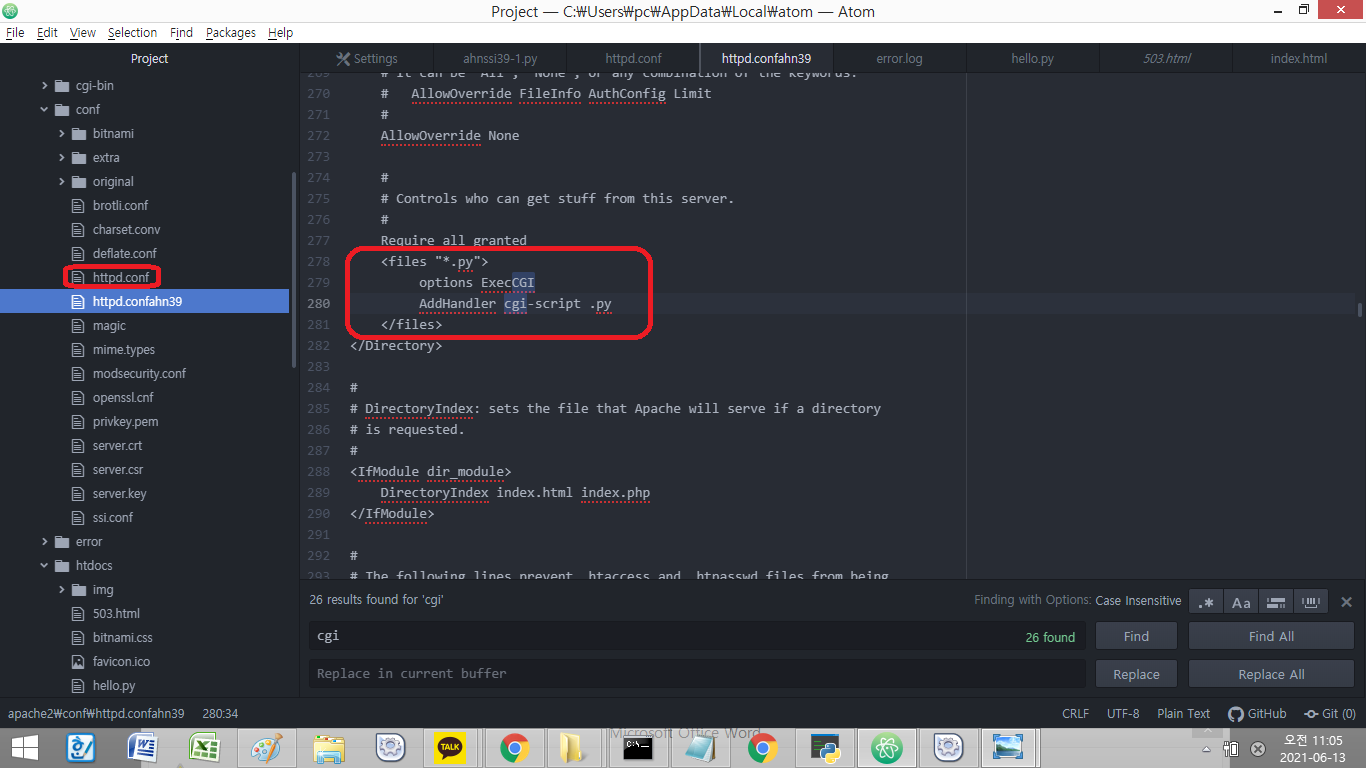 Project — C:\Users\pc\AppData\Local\atom — Atom
File Edit View Selection Find Packages Help
Project
Settings ahnssi39-1.py httpd.conf httpd.confahn39 error.log hello.py 503.html index.html
cgi-bin
conf
bitnami
extra
original
brotli.conf
charset.conv
deflate.conf
httpd.conf
httpd.confahn39
magic
mime.types
modsecurity.conf
openssl.cnf
privkey.pem
server.crt
server.csr
server.key
ssi.conf
error
htdocs
img
503.html
bitnami.css
favicon.ico
hello.py
269 # It can be "All", "None", or any combination of the keywords:
270 # AllowOverride FileInfo AuthConfig Limit
271 #
272 AllowOverride None
273
274 #
275 # Controls who can get stuff from this server.
276 #
277 Require all granted
278 <files "*.py">
279 options ExecCGI
280 AddHandler cgi-script .py
281 </files>
282 </Directory>
283
284 #
285 # DirectoryIndex: sets the file that Apache will serve if a directory
286 # is requested.
287 #
288 <IfModule dir_module>
289 DirectoryIndex index.html index.php
290 </IfModule>
291
292 #
293 # The following lines prevent .htaccess and .htpasswd files from being
26 results found for 'cgi' Finding with Options: Case Insensitive .* Aa
cgi 26 found Find Find All
Replace in current buffer Replace Replace All
apache2\conf\httpd.confahn39 280:34 CRLF UTF-8 Plain Text GitHub Git (0)
Microsoft Office Word
TALK
오전 11:05
2021-06-13